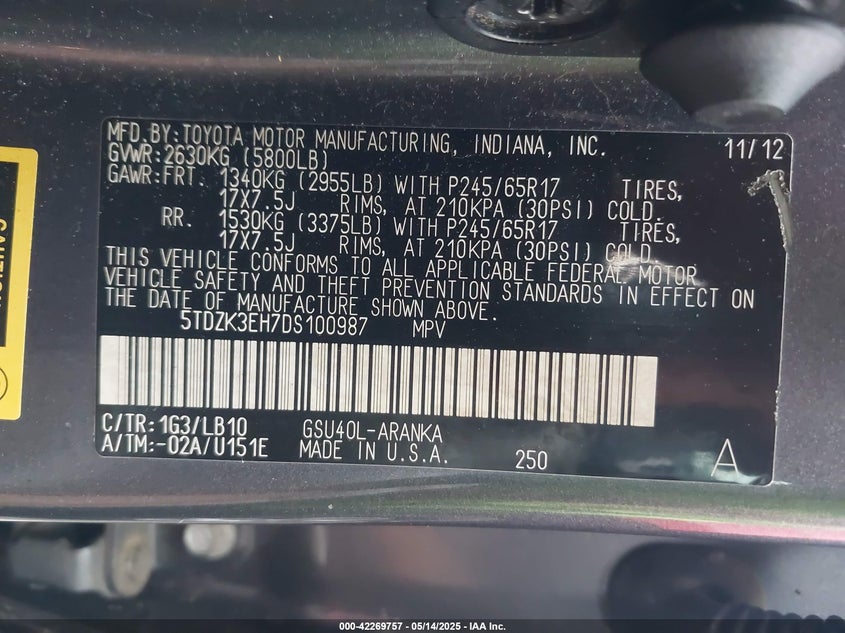 MFD.BY:TOYOTA MOTOR MANUFACTURING, INDIANA, INC. 11/12
GVWR:2630KG (5800LB)
GAWR:FRT. 1340KG (2955LB) WITH P245/65R17 TIRES,
17X7.5J RIMS, AT 210KPA (30PSI) COLD.
RR. 1530KG (3375LB) WITH P245/65R17 TIRES,
17X7.5J RIMS, AT 210KPA (30PSI) COLD.
THIS VEHICLE CONFORMS TO ALL APPLICABLE FEDERAL MOTOR
VEHICLE SAFETY AND THEFT PREVENTION STANDARDS IN EFFECT ON
THE DATE OF MANUFACTURE SHOWN ABOVE.
5TDZK3EH7DS100987 MPV
C/TR:1G3/LB10 GSU40L-ARANKA
A/TM:-02A/U151E MADE IN U.S.A. 250 A
000-42269757 - 05/14/2025 - IAA Inc.